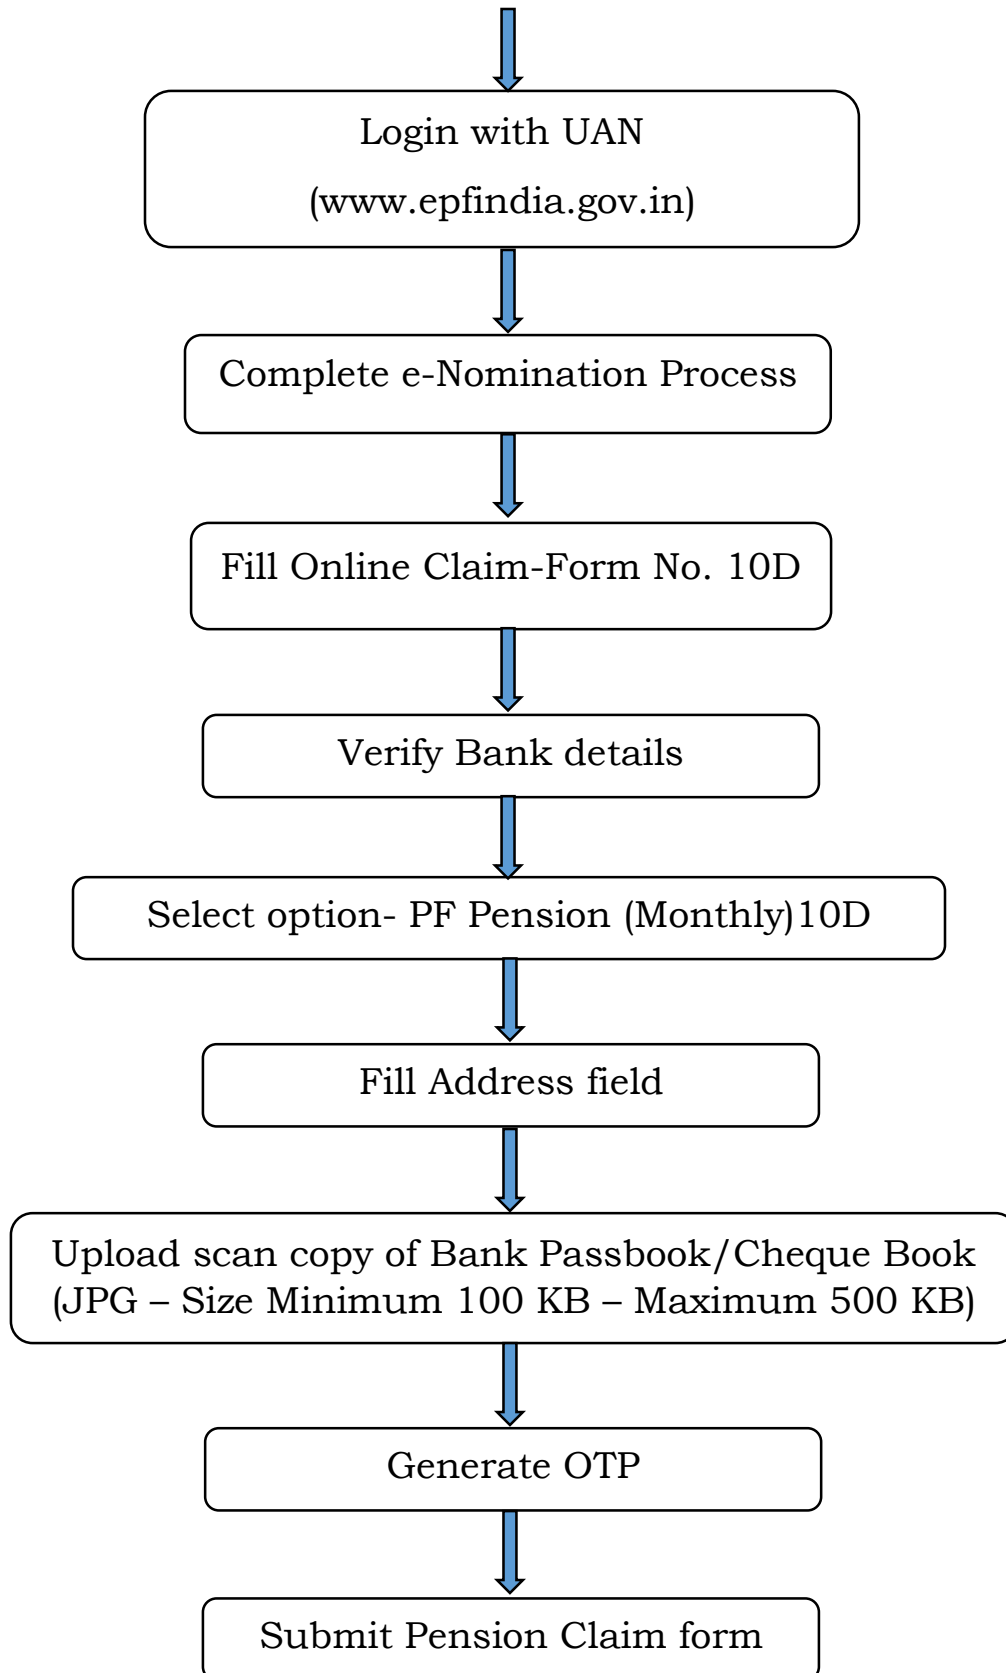 Login with UAN
(www.epfindia.gov.in)
Complete e-Nomination Process
Fill Online Claim-Form No. 10D
Verify Bank details
Select option- PF Pension (Monthly)10D
Fill Address field
Upload scan copy of Bank Passbook/Cheque Book
(JPG – Size Minimum 100 KB – Maximum 500 KB)
Generate OTP
Submit Pension Claim form